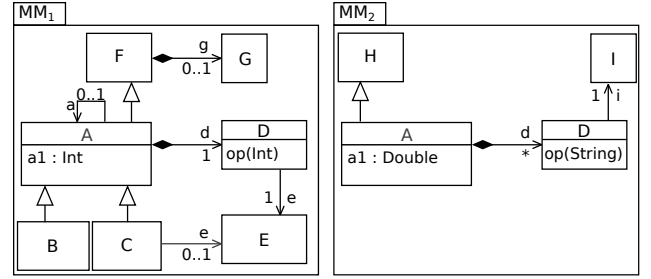 MM1
F
g
0..1
G
0..1
a
A
a1 : Int
d
1
D
op(Int)
1 e
B
C
e
0..1
E
MM2
H
I
1 i
A
a1 : Double
d
*
D
op(String)